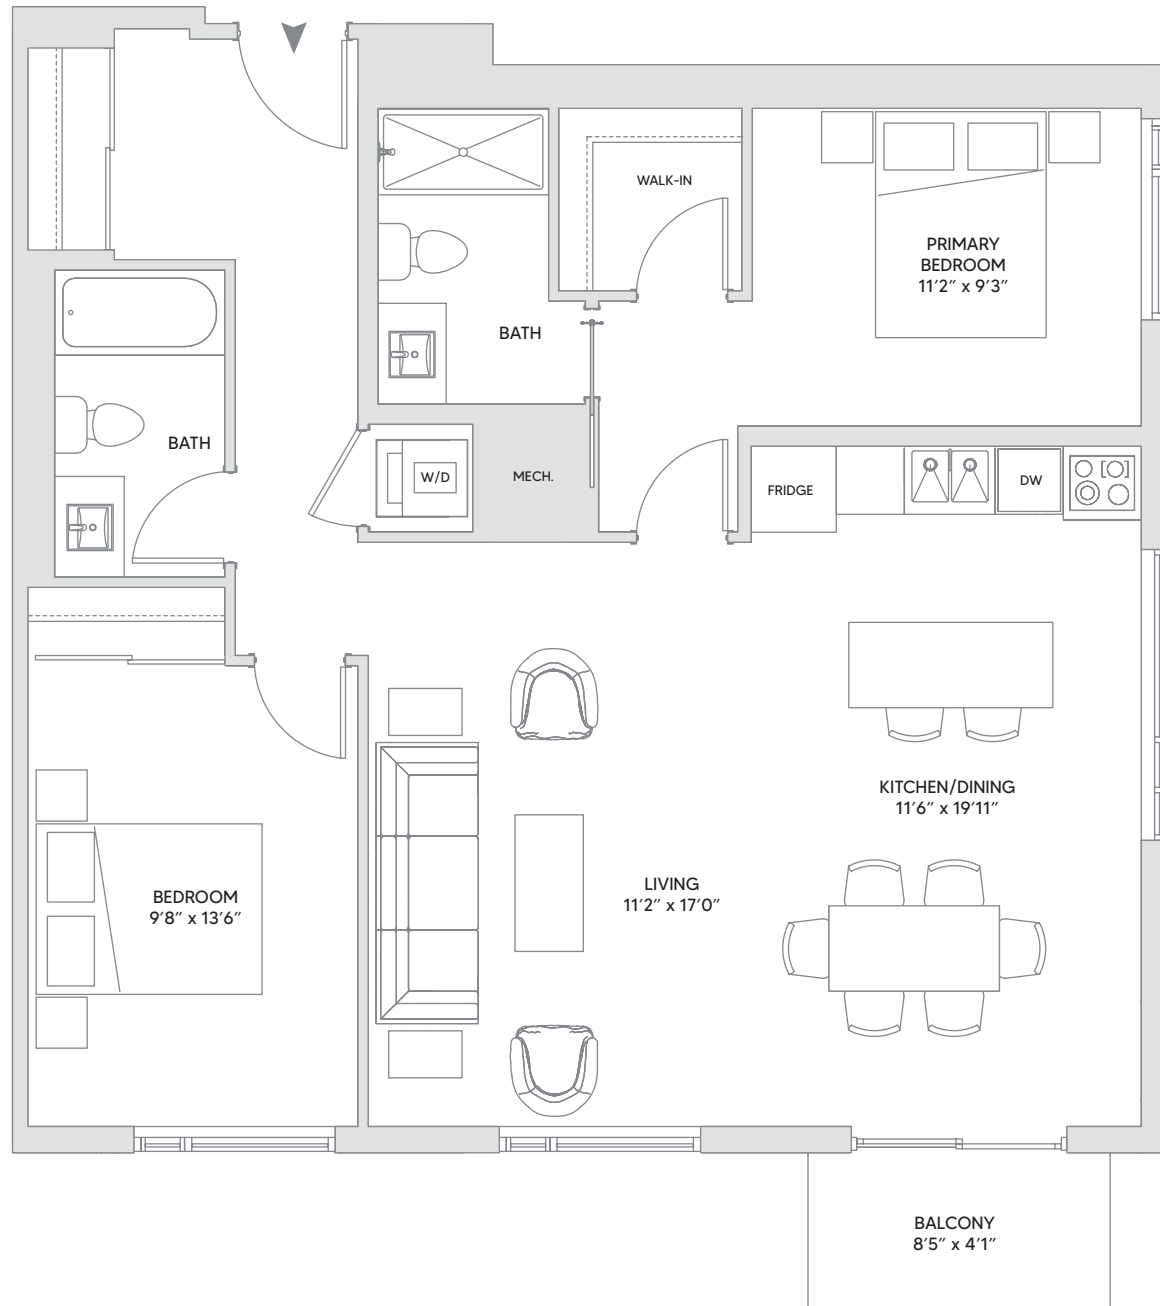 WALK-IN
PRIMARY
BEDROOM
11′2″ x 9′3″
BATH
BATH
W/D
MECH.
FRIDGE
DW
KITCHEN/DINING
11′6″ x 19′11″
LIVING
11′2″ x 17′0″
BEDROOM
9′8″ x 13′6″
BALCONY
8′5″ x 4′1″